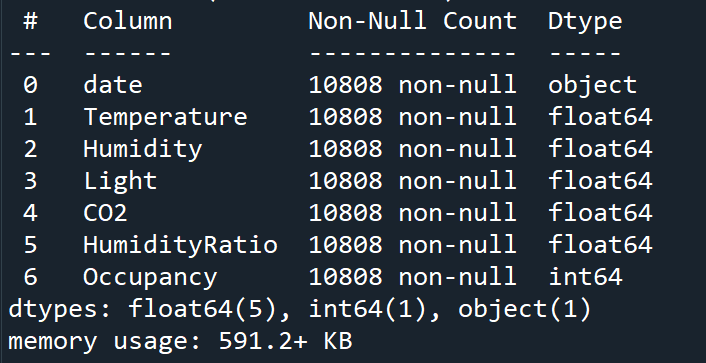 #   Column         Non-Null Count  Dtype
---  ------         --------------  -----
0   date           10808 non-null  object
1   Temperature    10808 non-null  float64
2   Humidity       10808 non-null  float64
3   Light          10808 non-null  float64
4   CO2            10808 non-null  float64
5   HumidityRatio  10808 non-null  float64
6   Occupancy      10808 non-null  int64
dtypes: float64(5), int64(1), object(1)
memory usage: 591.2+ KB